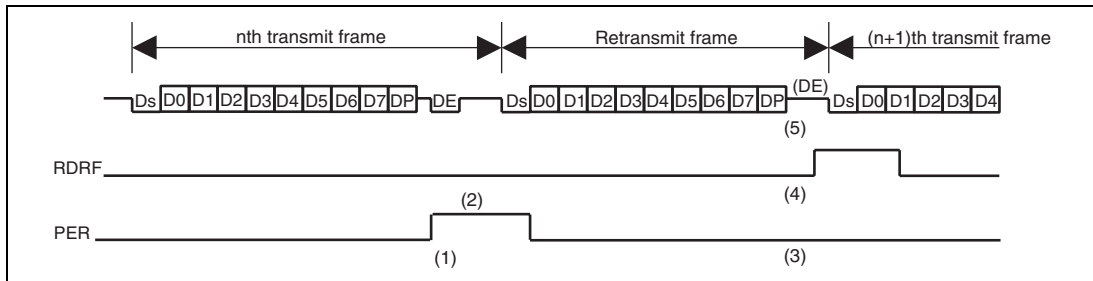 nth transmit frame Retransmit frame (n+1)th transmit frame
Ds D0 D1 D2 D3 D4 D5 D6 D7 DP DE Ds D0 D1 D2 D3 D4 D5 D6 D7 DP (DE) Ds D0 D1 D2 D3 D4
(5)
RDRF
(4)
(2)
PER
(1) (3)